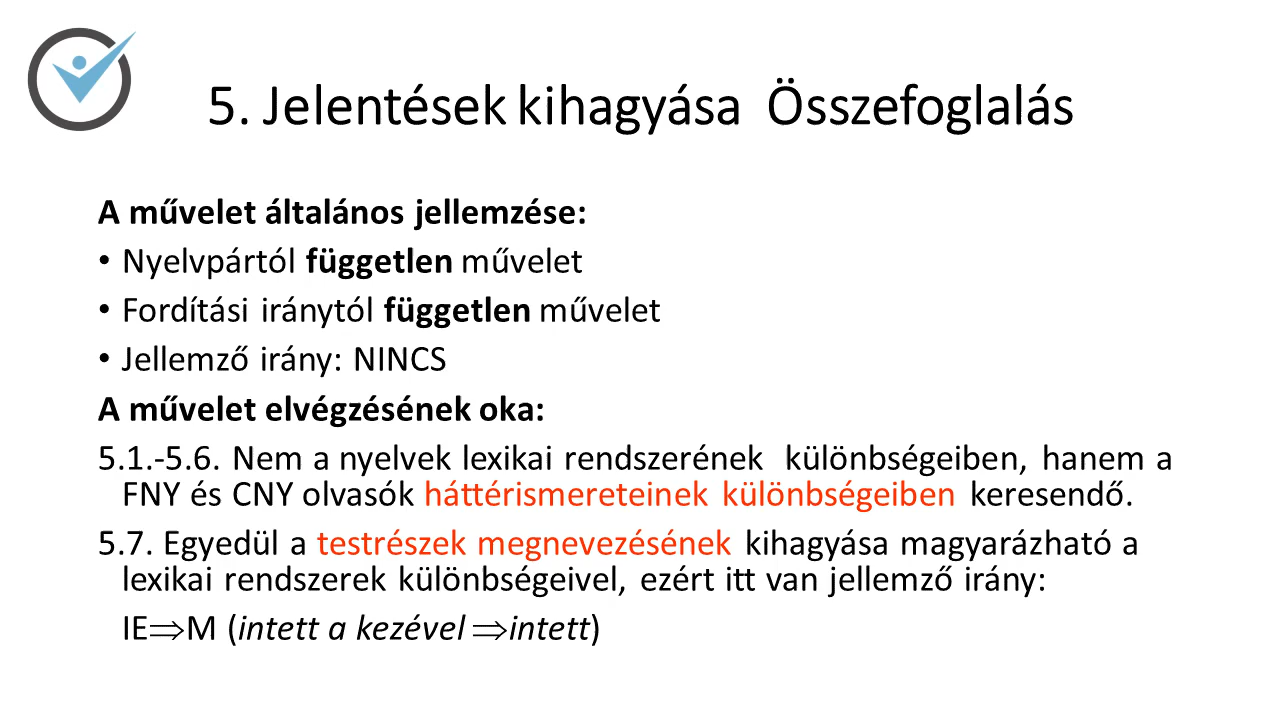 5. Jelentések kihagyása Összefoglalás
A művelet általános jellemzése:
• Nyelvpártól független művelet
• Fordítási iránytól független művelet
• Jellemző irány: NINCS
A művelet elvégzésének oka:
5.1.-5.6. Nem a nyelvek lexikai rendszerének különbségeiben, hanem a
FNY és CNY olvasók háttérismereteinek különbségeiben keresendő.
5.7. Egyedül a testrészek megnevezésének kihagyása magyarázható a
lexikai rendszerek különbségeivel, ezért itt van jellemző irány:
IE⇒M (intett a kezével ⇒intett)